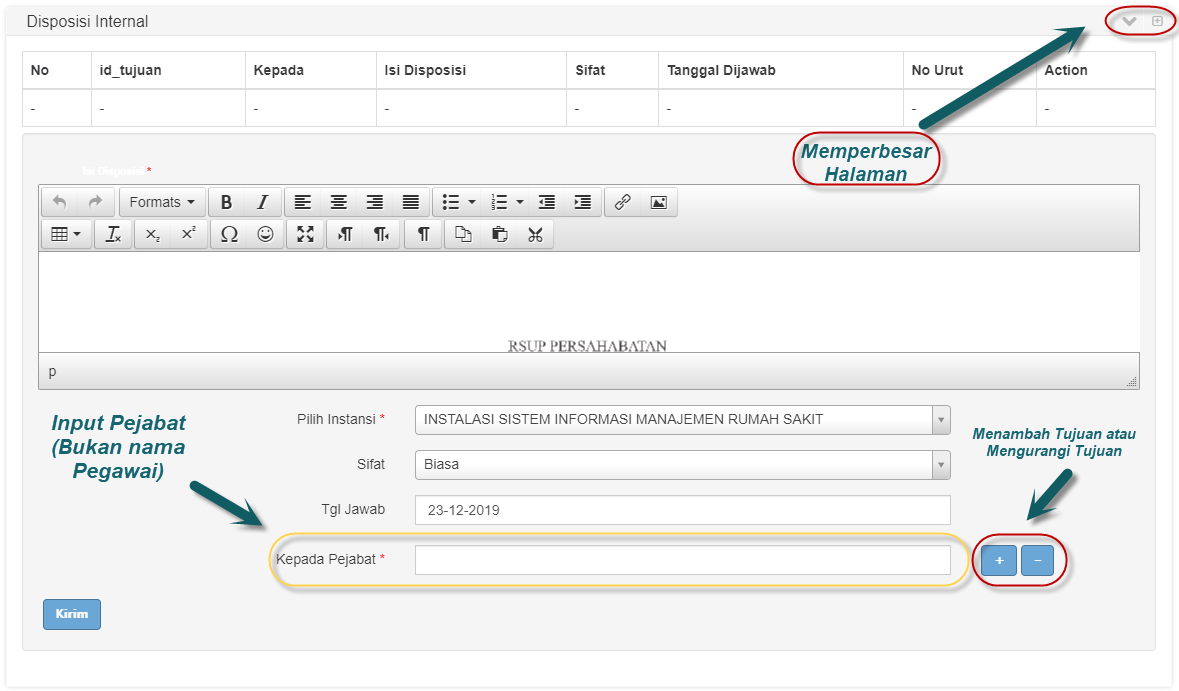 Disposisi Internal
No id_tujuan Kepada Isi Disposisi Sifat Tanggal Dijawab No Urut Action
- - - - - - - -
Memperbesar
Halaman
Isi Disposisi *
Formats
p
RSUP PERSAHABATAN
Input Pejabat
(Bukan nama
Pegawai)
Pilih Instansi * INSTALASI SISTEM INFORMASI MANAJEMEN RUMAH SAKIT
Menambah Tujuan atau
Mengurangi Tujuan
Sifat Biasa
Tgl Jawab 23-12-2019
Kepada Pejabat * + -
Kirim